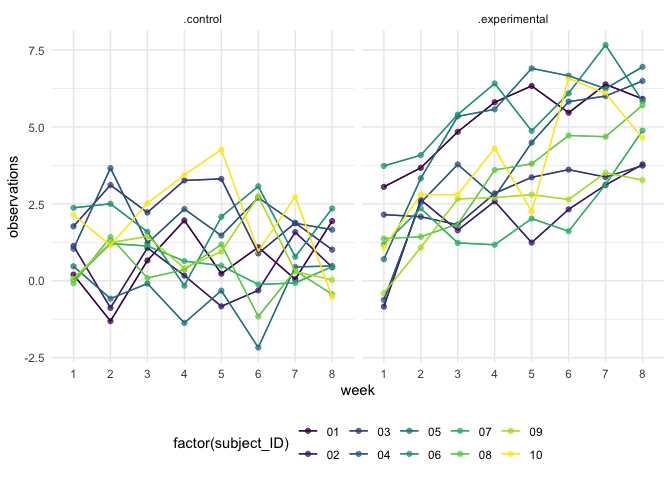 .control .experimental
7.5
5.0
2.5
0.0
-2.5
observations
1 2 3 4 5 6 7 8 1 2 3 4 5 6 7 8
week
factor(subject_ID) 01 03 05 07 09
02 04 06 08 10